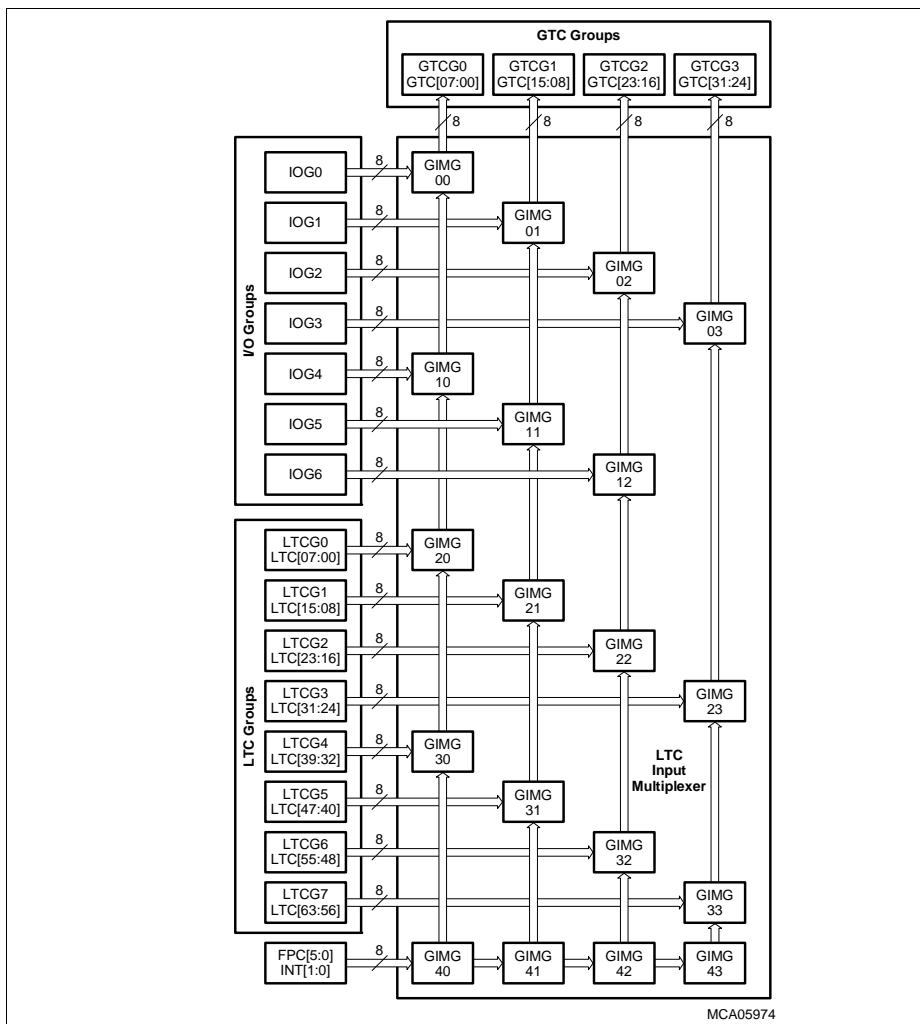 GTC Groups
GTCG0 GTCG1 GTCG2 GTCG3
GTC[07:00] GTC[15:08] GTC[23:16] GTC[31:24]
8 8 8 8
I/O Groups
IOG0 8 GIMG 00
IOG1 8 GIMG 01
IOG2 8 GIMG 02
IOG3 8 GIMG 03
IOG4 8 GIMG 10
IOG5 8 GIMG 11
IOG6 8 GIMG 12
LTC Groups
LTCG0 8 GIMG
LTC[07:00] 20
LTCG1 8 GIMG
LTC[15:08] 21
LTCG2 8 GIMG
LTC[23:16] 22
LTCG3 8 GIMG
LTC[31:24] 23
LTCG4 8 GIMG
LTC[39:32] 30
LTC
Input
Multiplexer
LTCG5 8 GIMG
LTC[47:40] 31
LTCG6 8 GIMG
LTC[55:48] 32
LTCG7 8 GIMG
LTC[63:56] 33
FPC[5:0] 8 GIMG GIMG GIMG GIMG
INT[1:0] 40 41 42 43
MCA05974